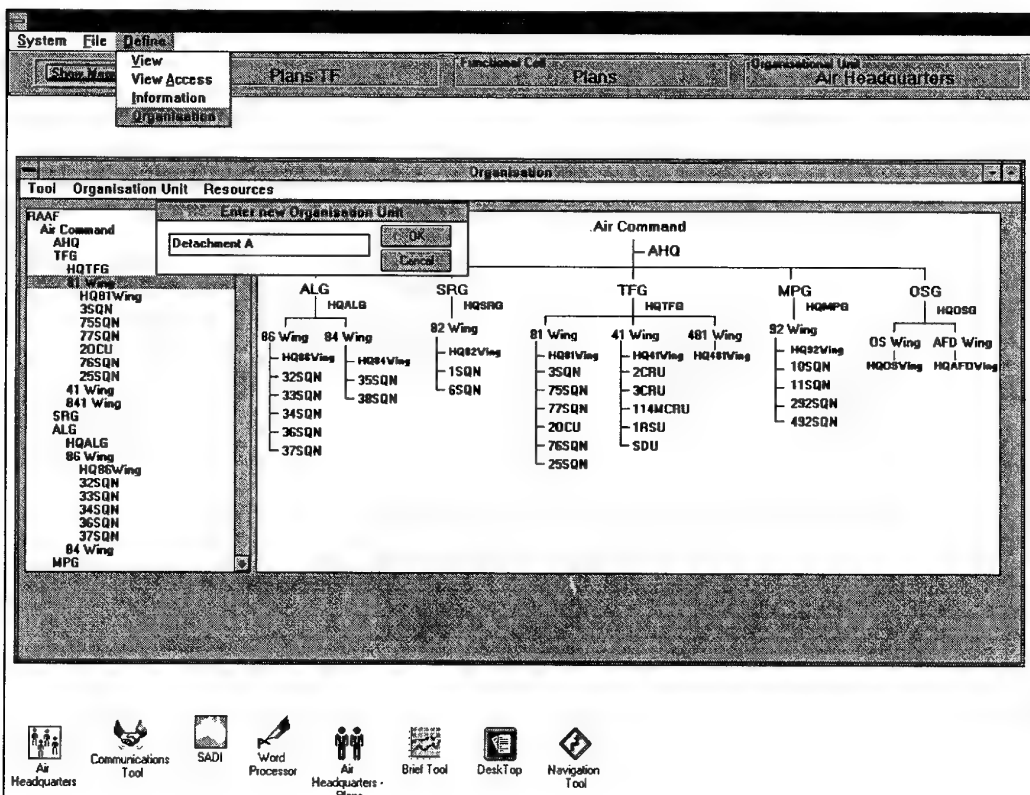 System File Define
View
View Access
Information
Organisation
Plans TF
Functional Cell
Plans
Organisational Unit
Air Headquarters
Organisation
Tool Organisation Unit Resources
Enter new Organisation Unit
Detachment A
OK
Cancel
RAAF
Air Command
AHQ
TFG
HQTFG
81 Wing
HQ81Wing
3SQN
75SQN
77SQN
2OCU
76SQN
25SQN
41 Wing
841 Wing
SRG
ALG
HQALG
86 Wing
HQ86Wing
32SQN
33SQN
34SQN
36SQN
37SQN
84 Wing
MPG
Air Command
AHQ
ALG
HQALG
86 Wing
HQ86Wing
32SQN
33SQN
34SQN
36SQN
37SQN
84 Wing
HQ84Wing
35SQN
38SQN
SRG
HQSRG
82 Wing
HQ82Wing
1SQN
6SQN
TFG
HQTFG
81 Wing
HQ81Wing
3SQN
75SQN
77SQN
2OCU
76SQN
25SQN
41 Wing
HQ41Wing
2CRU
3CRU
114MCRU
1RSU
SDU
481 Wing
HQ481Wing
MPG
HQMPG
92 Wing
HQ92Wing
10SQN
11SQN
292SQN
492SQN
OSG
HQOSG
OS Wing
HQOSWing
AFD Wing
HQAFDWing
Air
Headquarters
Communications
Tool
SADI
Word
Processor
Air
Headquarters -
Plans
Brief Tool
DeskTop
Navigation
Tool